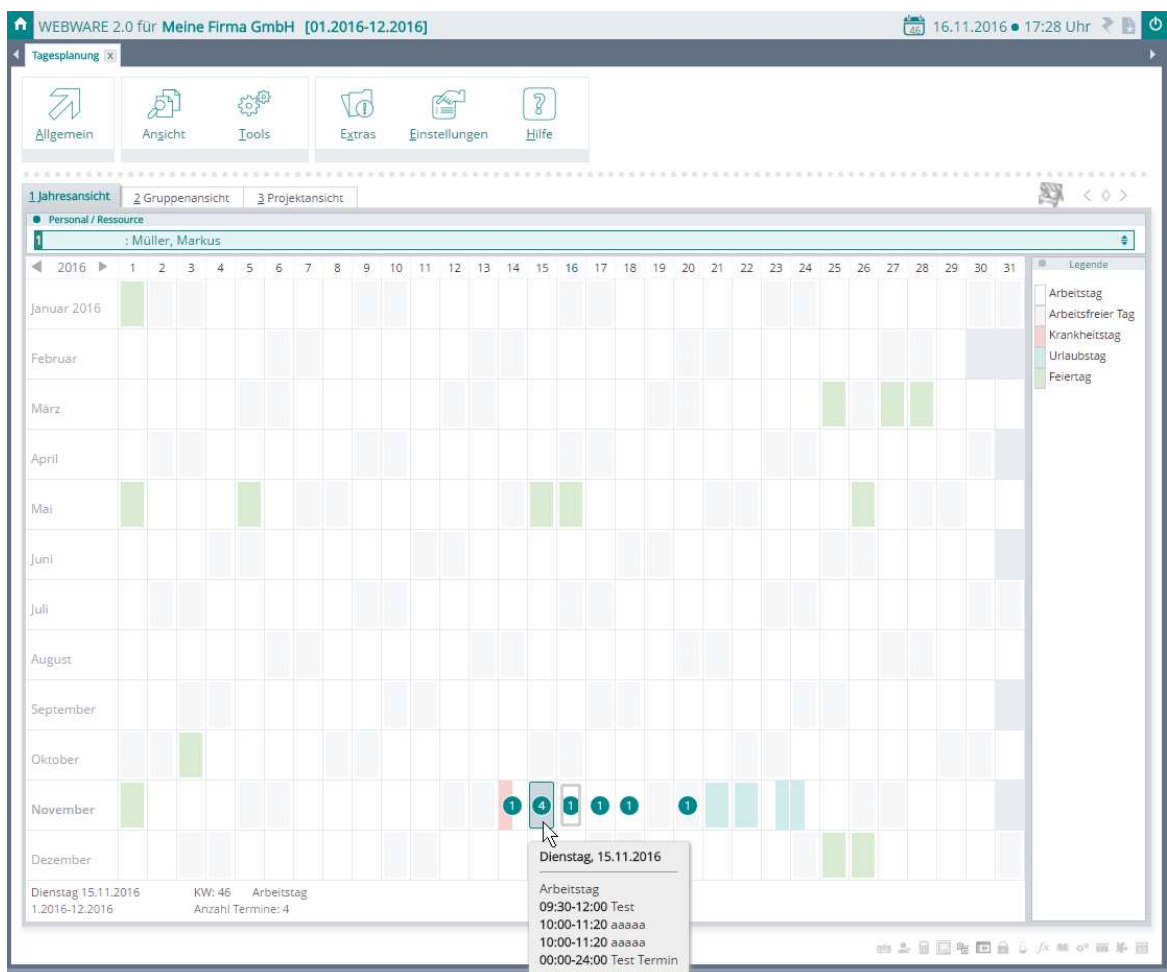 WEBWARE 2.0 für Meine Firma GmbH [01.2016-12.2016] 46 16.11.2016 • 17:28 Uhr
Tagesplanung x
Allgemein Ansicht Tools Extras Einstellungen Hilfe
1 Jahresansicht 2 Gruppenansicht 3 Projektansicht
Personal / Ressource
1 : Müller, Markus
2016 1 2 3 4 5 6 7 8 9 10 11 12 13 14 15 16 17 18 19 20 21 22 23 24 25 26 27 28 29 30 31 Legende
Arbeitstag
Januar 2016 Arbeitsfreier Tag
Krankheitstag
Februar Urlaubstag
Feiertag
März
April
Mai
Juni
Juli
August
September
Oktober
November 1 4 1 1 1 1
Dezember
Dienstag, 15.11.2016
Arbeitstag
09:30-12:00 Test
10:00-11:20 aaaaa
10:00-11:20 aaaaa
00:00-24:00 Test Termin
Dienstag 15.11.2016 KW: 46 Arbeitstag
1.2016-12.2016 Anzahl Termine: 4